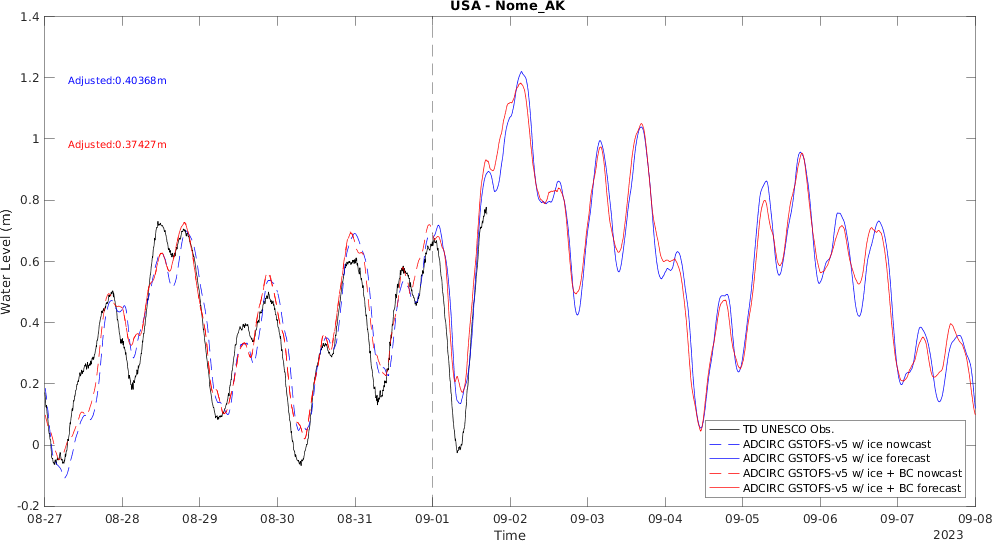 USA - Nome_AK
1.4
1.2
1
0.8
0.6
0.4
0.2
0
-0.2
Water Level (m)
Adjusted:0.40368m
Adjusted:0.37427m
TD UNESCO Obs.
ADCIRC GSTOFS-v5 w/ ice nowcast
ADCIRC GSTOFS-v5 w/ ice forecast
ADCIRC GSTOFS-v5 w/ ice + BC nowcast
ADCIRC GSTOFS-v5 w/ ice + BC forecast
08-27 08-28 08-29 08-30 08-31 09-01 09-02 09-03 09-04 09-05 09-06 09-07 09-08
Time
2023